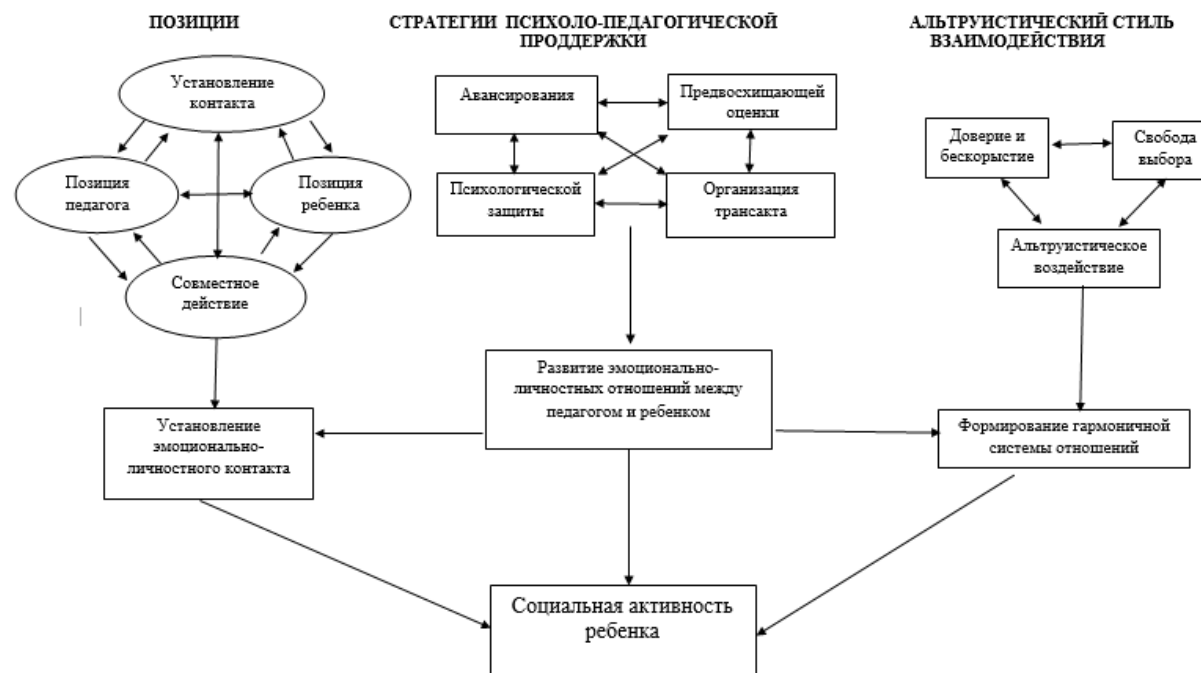 ПОЗИЦИИ
СТРАТЕГИИ ПСИХОЛО-ПЕДАГОГИЧЕСКОЙ
ПРОДДЕРЖКИ
АЛЬТРУИСТИЧЕСКИЙ СТИЛЬ
ВЗАИМОДЕЙСТВИЯ
Установление
контакта
Позиция
педагога
Позиция
ребенка
Совместное
действие
Авансирования
Предвосхищающей
оценки
Психологической
защиты
Организация
трансакта
Доверие и
бескорыстие
Свобода
выбора
Альтруистическое
воздействие
Развитие эмоционально-
личностных отношений между
педагогом и ребенком
Установление
эмоционально-
личностного контакта
Формирование гармоничной
системы отношений
Социальная активность
ребенка